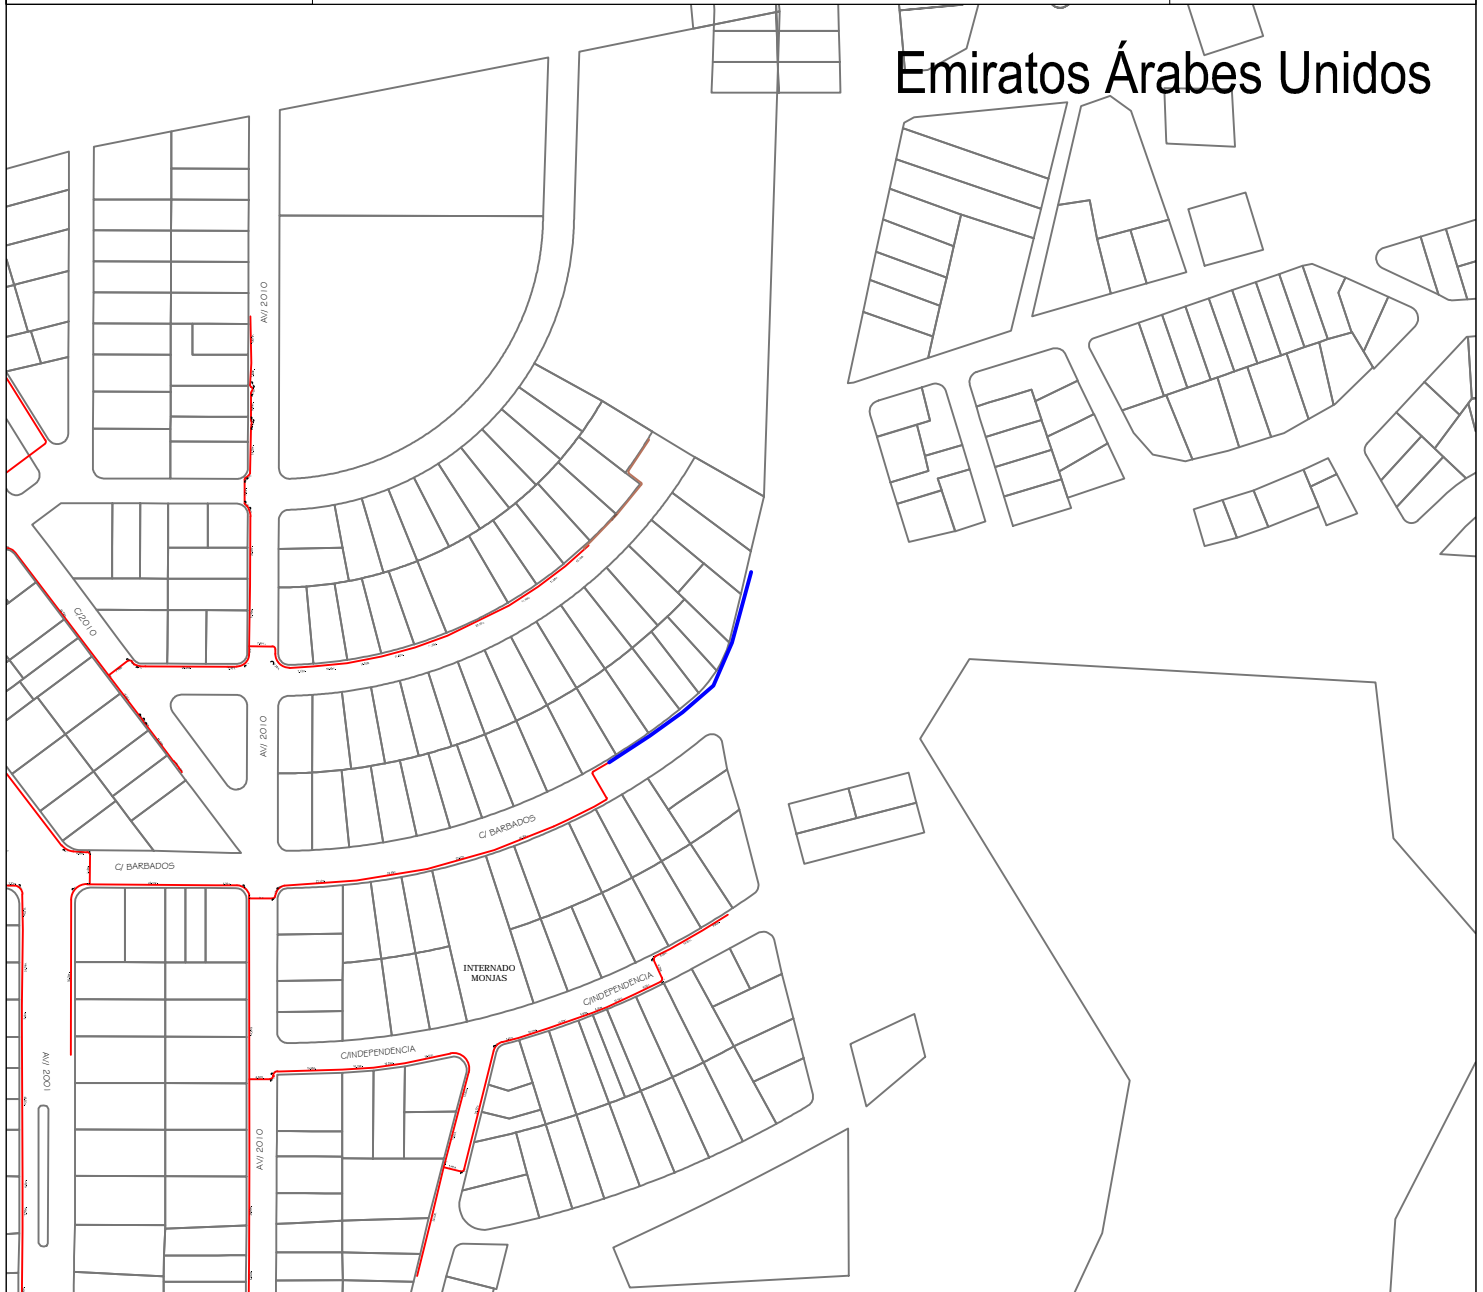 Emiratos Árabes Unidos
AV/ 2010
C/2010
AV/ 2010
C/ BARBADOS
C/ BARBADOS
INTERNADO
MONJAS
C/INDEPENDENCIA
C/INDEPENDENCIA
AV/ 2001
AV/ 2010